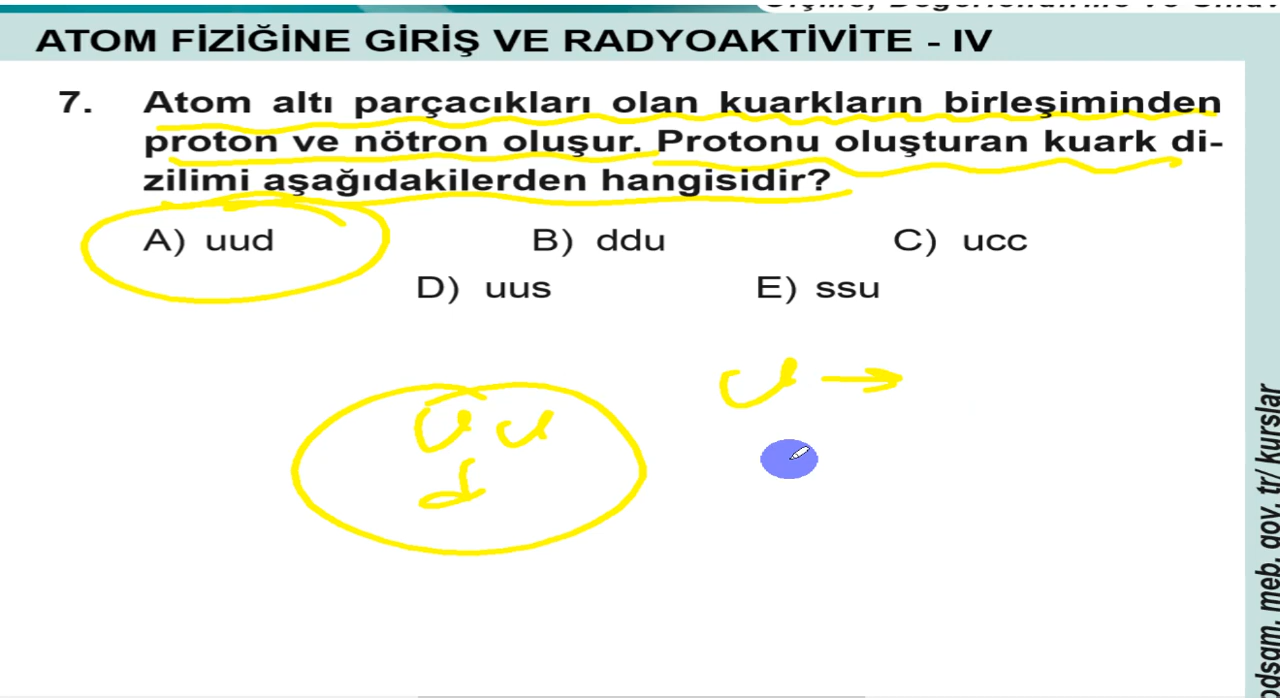 ATOM FİZİĞİNE GİRİŞ VE RADYOAKTİVİTE - IV
7. Atom altı parçacıkları olan kuarkların birleşiminden
proton ve nötron oluşur. Protonu oluşturan kuark di-
zilimi aşağıdakilerden hangisidir?
A) uud B) ddu C) ucc
D) uus E) ssu
u →
u u
d
odsgm. meb. gov. tr/ kurslar